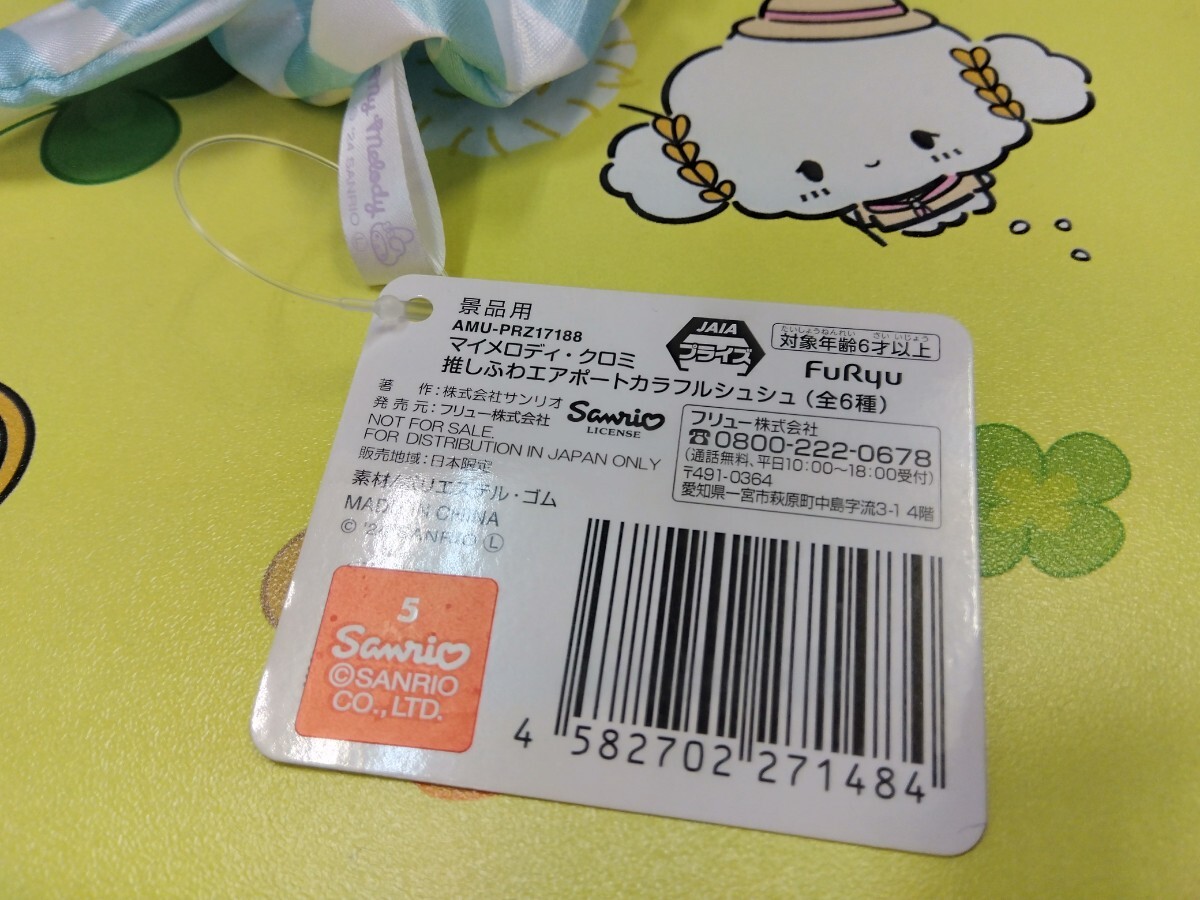 My Melody
'24 SANRIO
景品用
AMU-PRZ17188
マイメロディ・クロミ
推しふわエアポートカラフルシュシュ(全6種)
JAIA
プライズ
たいしょうねんれい さい いじょう
対象年齢6才以上
FuRyu
著 作:株式会社サンリオ
発 売 元:フリュー株式会社
NOT FOR SALE.
FOR DISTRIBUTION IN JAPAN ONLY
販売地域:日本限定
Sanrio
LICENSE
フリュー株式会社
☎0800-222-0678
(通話無料、平日10:00~18:00受付)
〒491-0364
愛知県一宮市萩原町中島字流3-1 4階
素材:ポリエステル・ゴム
MADE IN CHINA
© '24 SANRIO Ⓛ
5
Sanrio
©SANRIO
CO., LTD.
4 582702 271484